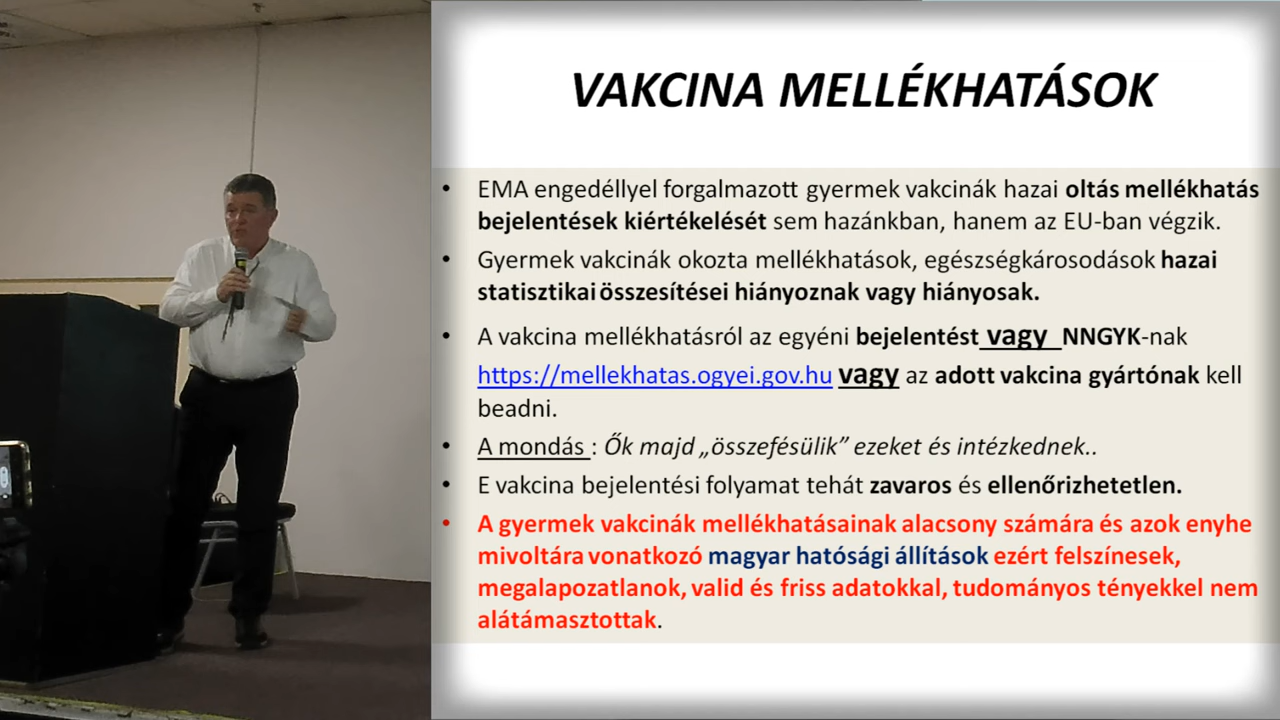 VAKCINA MELLÉKHATÁSOK
• EMA engedéllyel forgalmazott gyermek vakcinák hazai oltás mellékhatás
bejelentések kiértékelését sem hazánkban, hanem az EU-ban végzik.
• Gyermek vakcinák okozta mellékhatások, egészségkárosodások hazai
statisztikai összesítései hiányoznak vagy hiányosak.
• A vakcina mellékhatásról az egyéni bejelentést vagy NNGYK-nak
https://mellekhatas.ogyei.gov.hu vagy az adott vakcina gyártónak kell
beadni.
• A mondás : Ők majd „összefésülik” ezeket és intézkednek..
• E vakcina bejelentési folyamat tehát zavaros és ellenőrizhetetlen.
• A gyermek vakcinák mellékhatásainak alacsony számára és azok enyhe
mivoltára vonatkozó magyar hatósági állítások ezért felszínesek,
megalapozatlanok, valid és friss adatokkal, tudományos tényekkel nem
alátámasztottak.